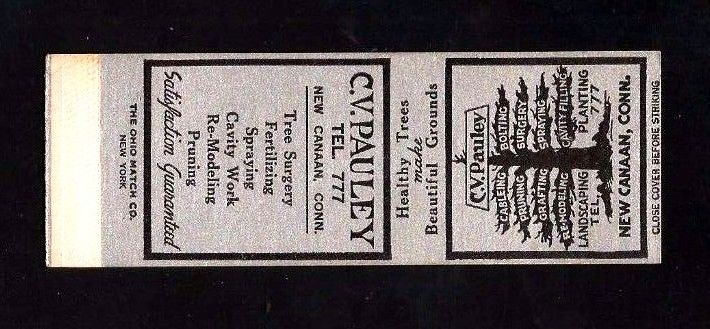 C.V. PAULEY
TEL. 777
NEW CANAAN, CONN.
Tree Surgery
Fertilizing
Spraying
Cavity Work
Re-Modeling
Pruning
Satisfaction Guaranteed
THE OHIO MATCH CO.
NEW YORK
Healthy Trees
made
Beautiful Grounds
C.V. Pauley
CABLING BOLTING
PRUNING SURGERY
GRAFTING SPRAYING
REMODELING CAVITY FILLING
LANDSCAPING PLANTING
TEL. 777
NEW CANAAN, CONN.
CLOSE COVER BEFORE STRIKING